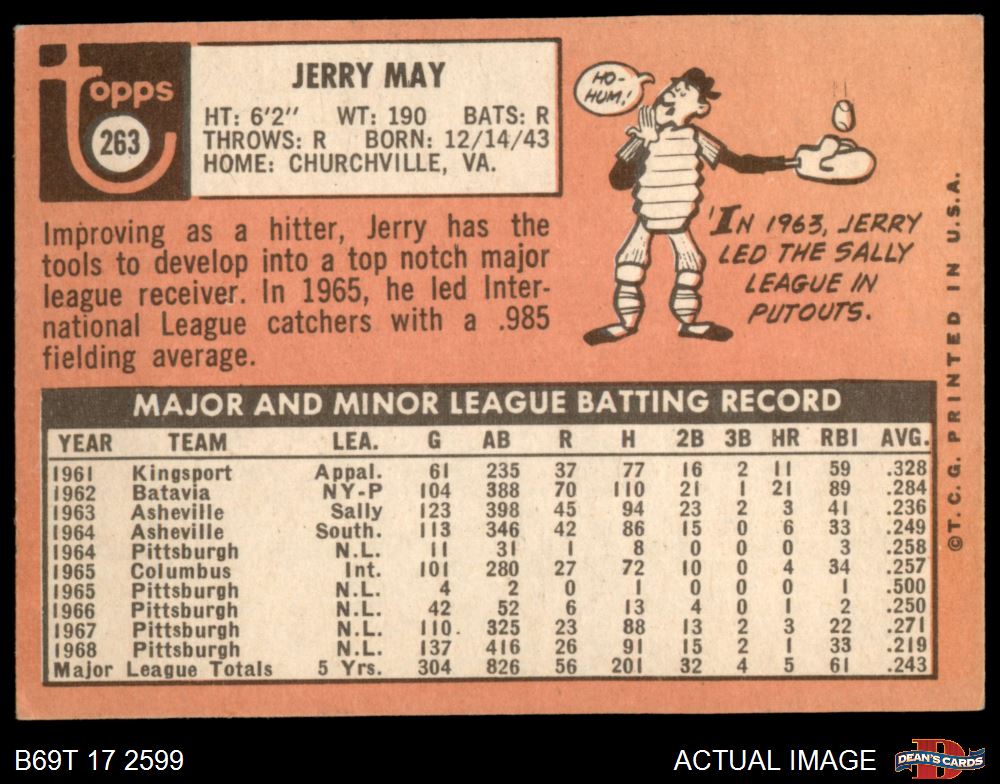 topps
263
JERRY MAY
HT: 6'2" WT: 190 BATS: R
THROWS: R BORN: 12/14/43
HOME: CHURCHVILLE, VA.
HO-
HUM!
Improving as a hitter, Jerry has the
tools to develop into a top notch major
league receiver. In 1965, he led Inter-
national League catchers with a .985
fielding average.
'IN 1963, JERRY
LED THE SALLY
LEAGUE IN
PUTOUTS.
MAJOR AND MINOR LEAGUE BATTING RECORD
YEAR TEAM LEA. G AB R H 2B 3B HR RBI AVG.
1961 Kingsport Appal. 61 235 37 77 16 2 11 59 .328
1962 Batavia NY-P 104 388 70 110 21 1 21 89 .284
1963 Asheville Sally 123 398 45 94 23 2 3 41 .236
1964 Asheville South. 113 346 42 86 15 0 6 33 .249
1964 Pittsburgh N.L. 11 31 1 8 0 0 0 3 .258
1965 Columbus Int. 101 280 27 72 10 0 4 34 .257
1965 Pittsburgh N.L. 4 2 0 1 0 0 0 1 .500
1966 Pittsburgh N.L. 42 52 6 13 4 0 1 2 .250
1967 Pittsburgh N.L. 110. 325 23 88 13 2 3 22 .271
1968 Pittsburgh N.L. 137 416 26 91 15 2 1 33 .219
Major League Totals 5 Yrs. 304 826 56 201 32 4 5 61 .243
©T. C. G. PRINTED IN U.S.A.
B69T 17 2599
ACTUAL IMAGE
DEAN'S CARDS